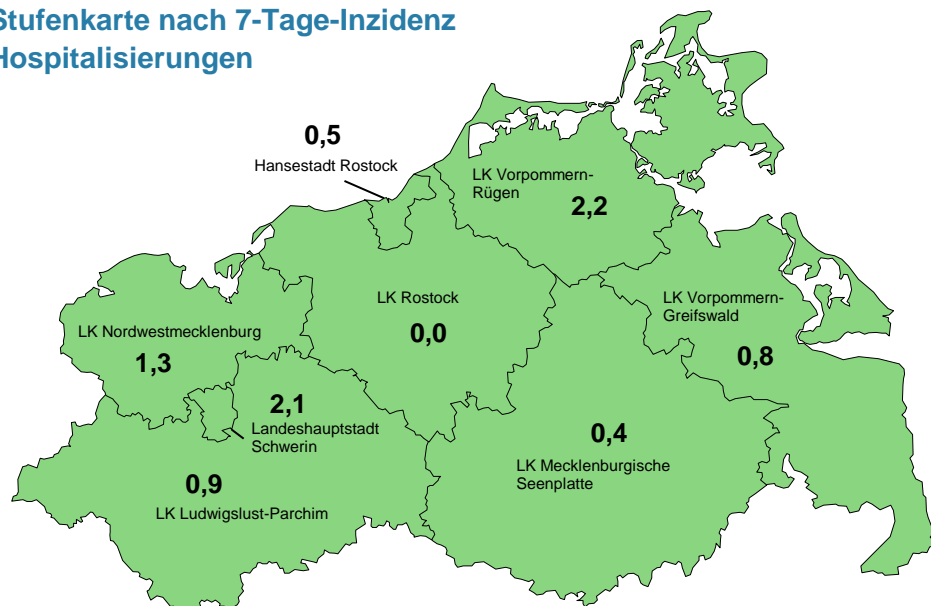 Stufenkarte nach 7-Tage-Inzidenz
Hospitalisierungen
0,5
Hansestadt Rostock
LK Vorpommern-
Rügen
2,2
LK Rostock
0,0
LK Vorpommern-
Greifswald
0,8
LK Nordwestmecklenburg
1,3
2,1
Landeshauptstadt
Schwerin
0,4
LK Mecklenburgische
Seenplatte
0,9
LK Ludwigslust-Parchim